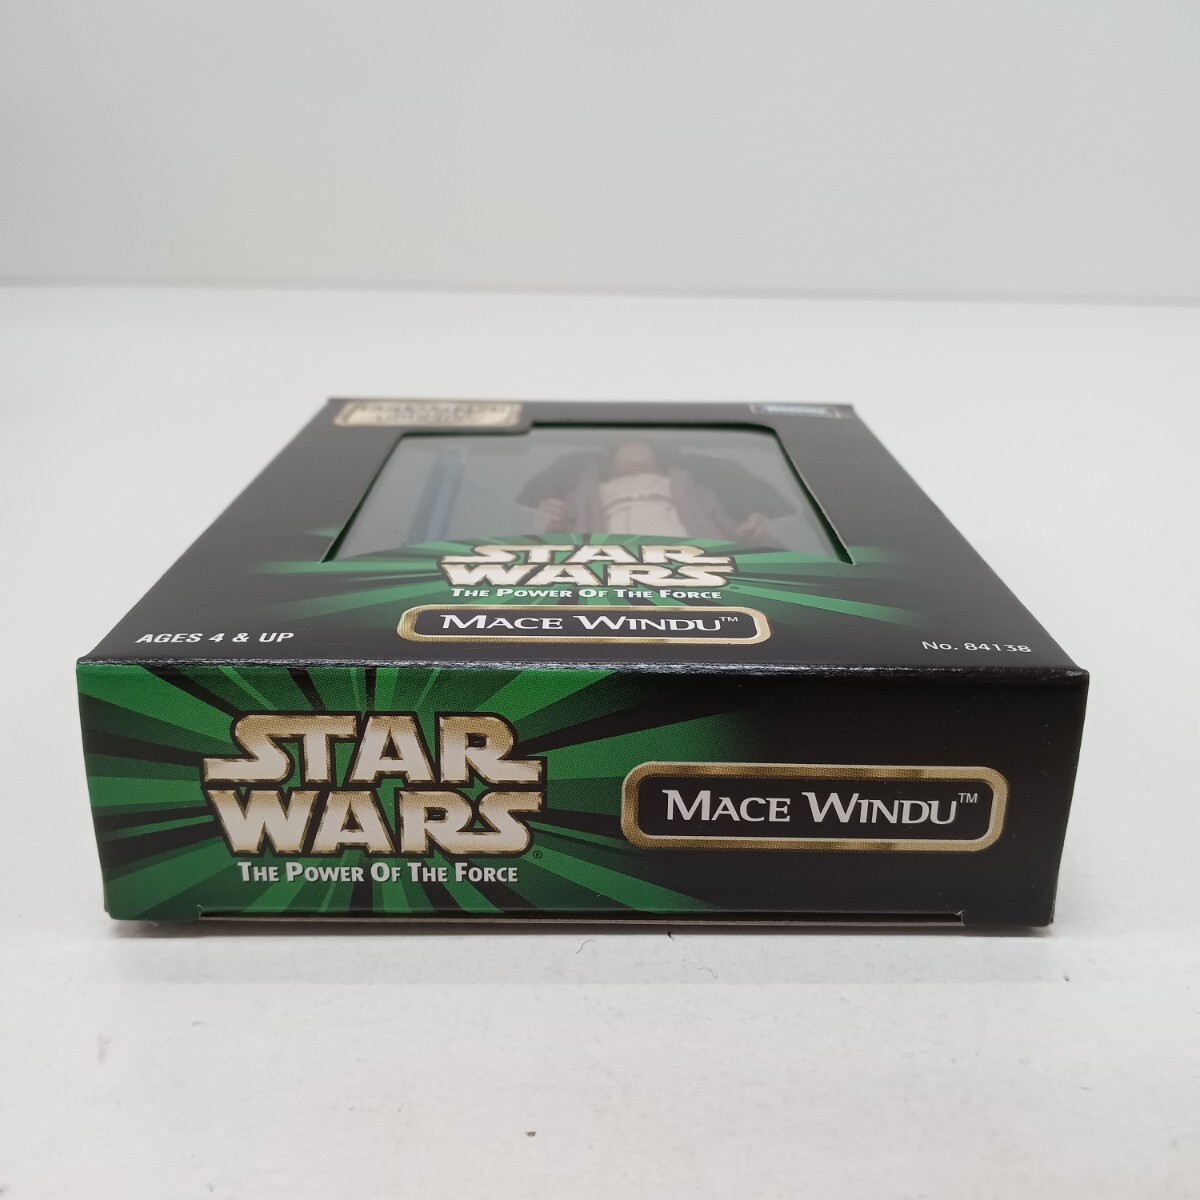 STAR
WARS®
THE POWER OF THE FORCE
MACE WINDU™
AGES 4 & UP
No. 84138
STAR
WARS®
THE POWER OF THE FORCE
MACE WINDU™